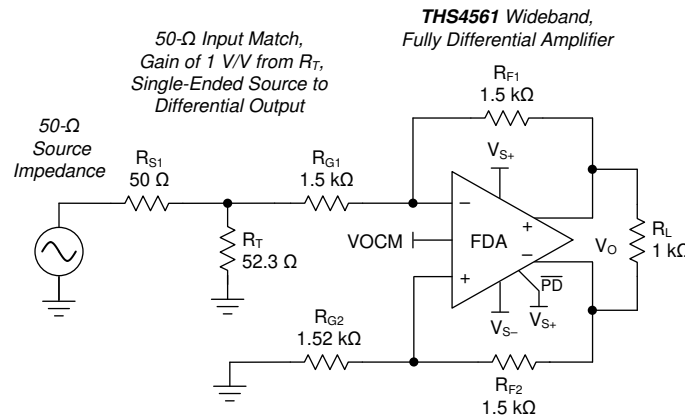 THS4561 Wideband,
Fully Differential Amplifier
50-Ω Input Match,
Gain of 1 V/V from RT,
Single-Ended Source to
Differential Output
50-Ω
Source
Impedance
RS1
50 Ω
RT
52.3 Ω
RG1
1.5 kΩ
RF1
1.5 kΩ
VS+
−
+
VOCM
FDA
+
−
VO
RL
1 kΩ
PD
VS−
VS+
RG2
1.52 kΩ
RF2
1.5 kΩ